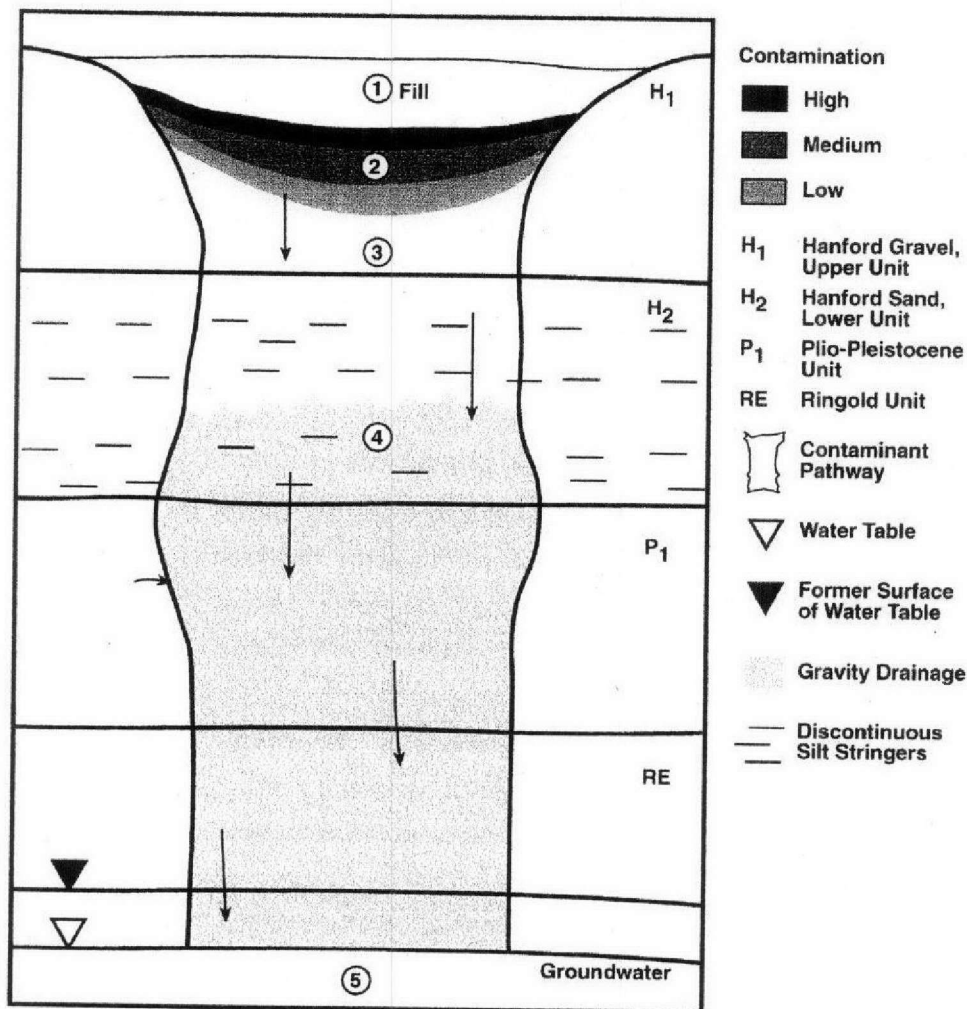 ① Fill
H₁
②
③
H₂
④
P₁
RE
⑤
Groundwater
Contamination
High
Medium
Low
H₁ Hanford Gravel,
Upper Unit
H₂ Hanford Sand,
Lower Unit
P₁ Plio-Pleistocene
Unit
RE Ringold Unit
Contaminant
Pathway
Water Table
Former Surface
of Water Table
Gravity Drainage
Discontinuous
Silt Stringers